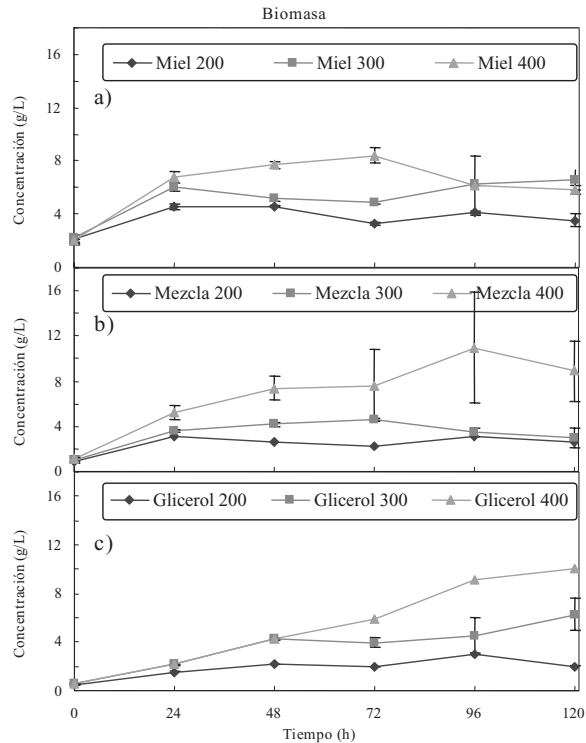 Biomasa
16
12
8
4
0
Concentración (g/L)
Miel 200 Miel 300 Miel 400
a)
16
12
8
4
0
Concentración (g/L)
Mezcla 200 Mezcla 300 Mezcla 400
b)
16
12
8
4
0
Concentración (g/L)
Glicerol 200 Glicerol 300 Glicerol 400
c)
0 24 48 72 96 120
Tiempo (h)